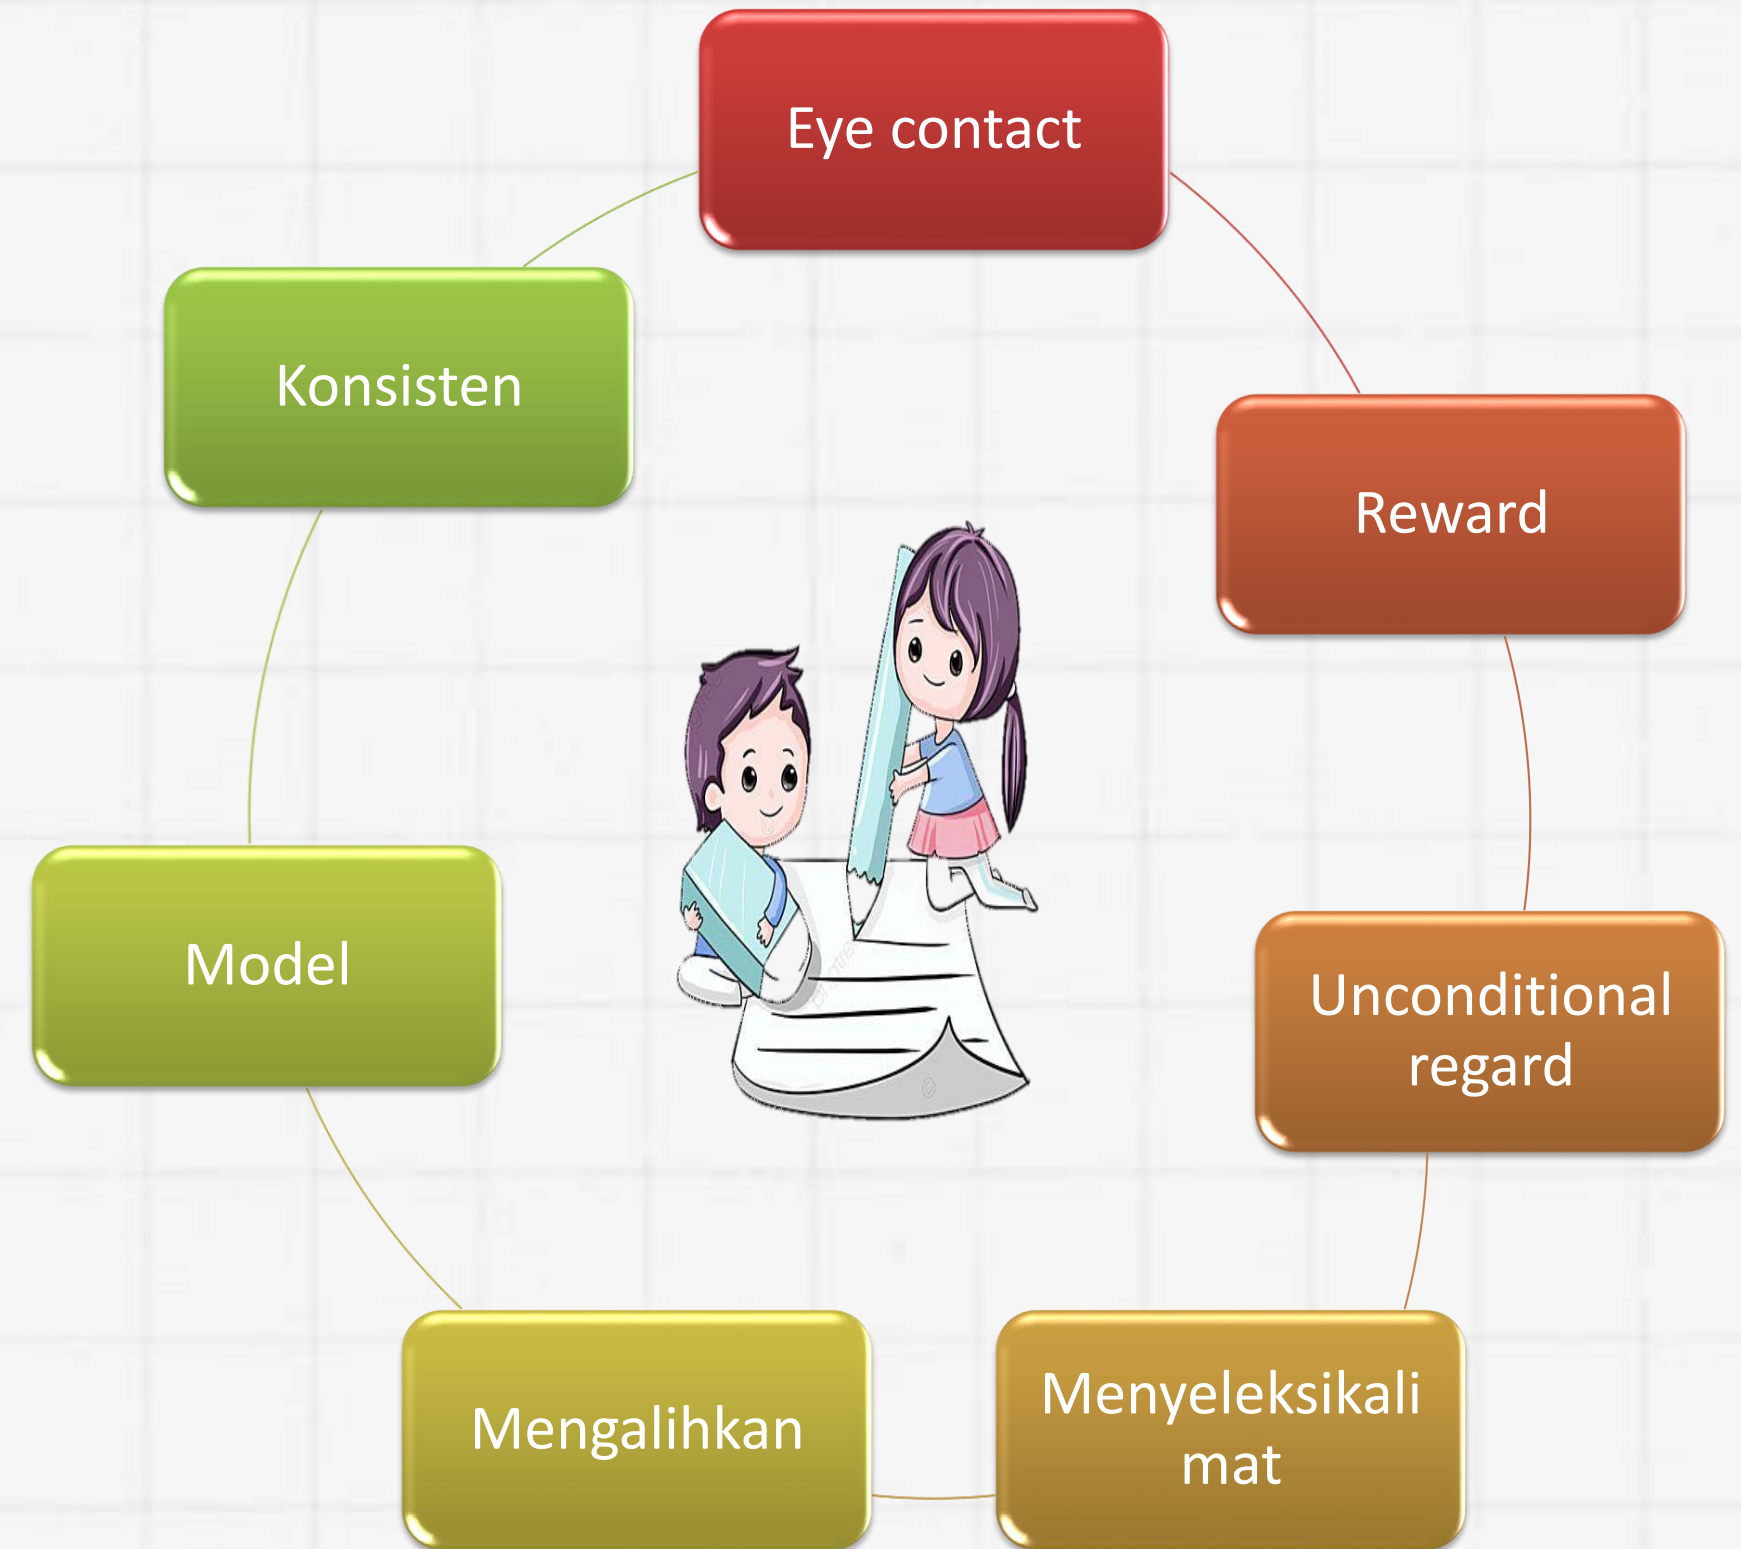 Eye contact
Reward
Unconditional
regard
Menyeleksikali
mat
Mengalihkan
Model
Konsisten